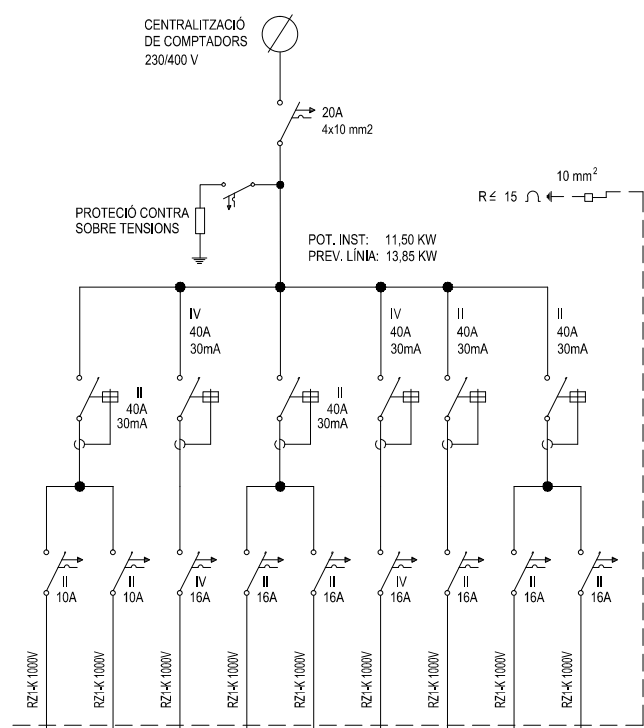 CENTRALITZACIÓ
DE COMPTADORS
230/400 V
20A
4x10 mm2
10 mm²
R ≤ 15 Ω
PROTECIÓ CONTRA
SOBRE TENSIONS
POT. INST: 11,50 KW
PREV. LÍNIA: 13,85 KW
IV
40A
30mA
IV
40A
30mA
II
40A
30mA
II
40A
30mA
II
40A
30mA
II
40A
30mA
II
10A
II
10A
IV
16A
II
16A
II
16A
IV
16A
II
16A
II
16A
II
16A
RZ1-K 1000V
RZ1-K 1000V
RZ1-K 1000V
RZ1-K 1000V
RZ1-K 1000V
RZ1-K 1000V
RZ1-K 1000V
RZ1-K 1000V
RZ1-K 1000V